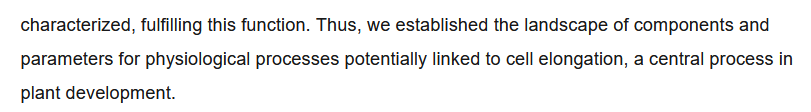 characterized, fulfilling this function. Thus, we established the landscape of components and
parameters for physiological processes potentially linked to cell elongation, a central process in
plant development.